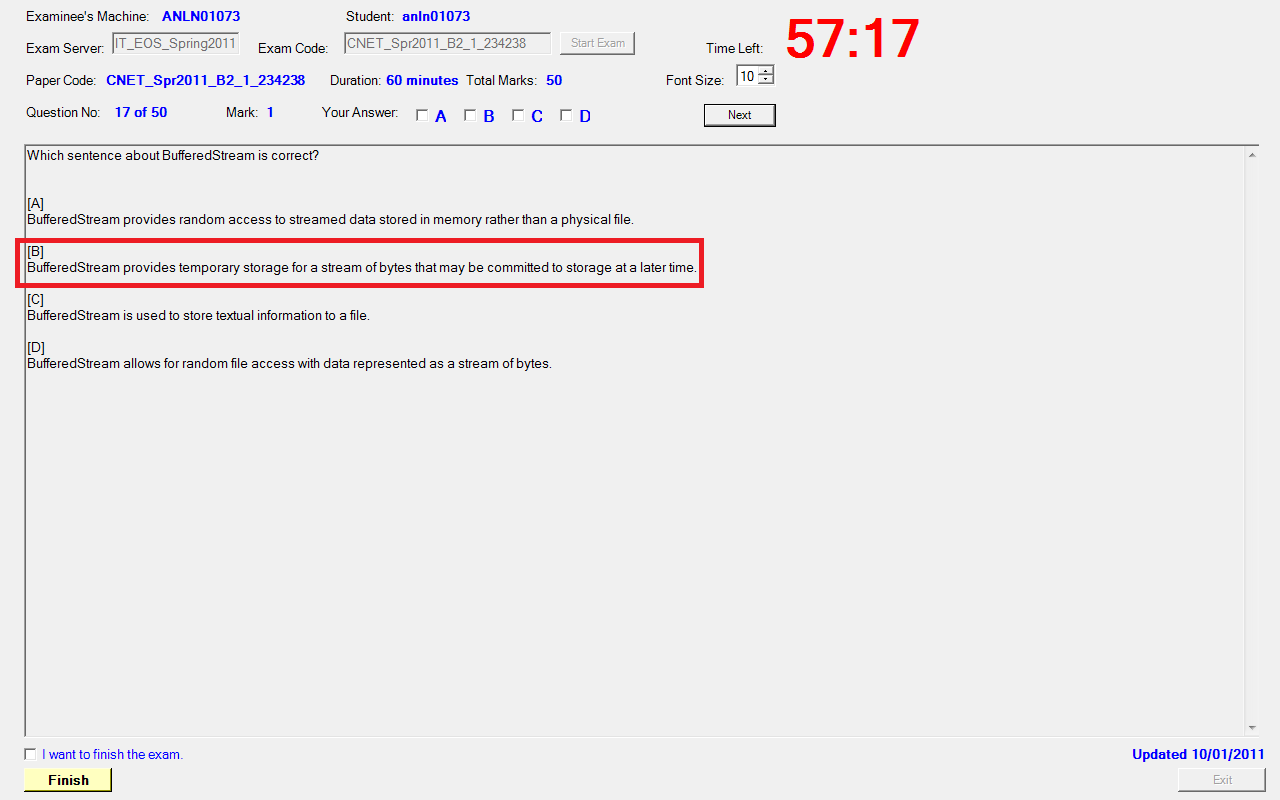 Examinee's Machine: ANLN01073 Student: anln01073
Exam Server: IT_EOS_Spring2011 Exam Code: CNET_Spr2011_B2_1_234238 Start Exam Time Left: 57:17
Paper Code: CNET_Spr2011_B2_1_234238 Duration: 60 minutes Total Marks: 50 Font Size: 10
Question No: 17 of 50 Mark: 1 Your Answer: A B C D Next
Which sentence about BufferedStream is correct?
[A]
BufferedStream provides random access to streamed data stored in memory rather than a physical file.
[B]
BufferedStream provides temporary storage for a stream of bytes that may be committed to storage at a later time.
[C]
BufferedStream is used to store textual information to a file.
[D]
BufferedStream allows for random file access with data represented as a stream of bytes.
I want to finish the exam. Updated 10/01/2011
Finish Exit